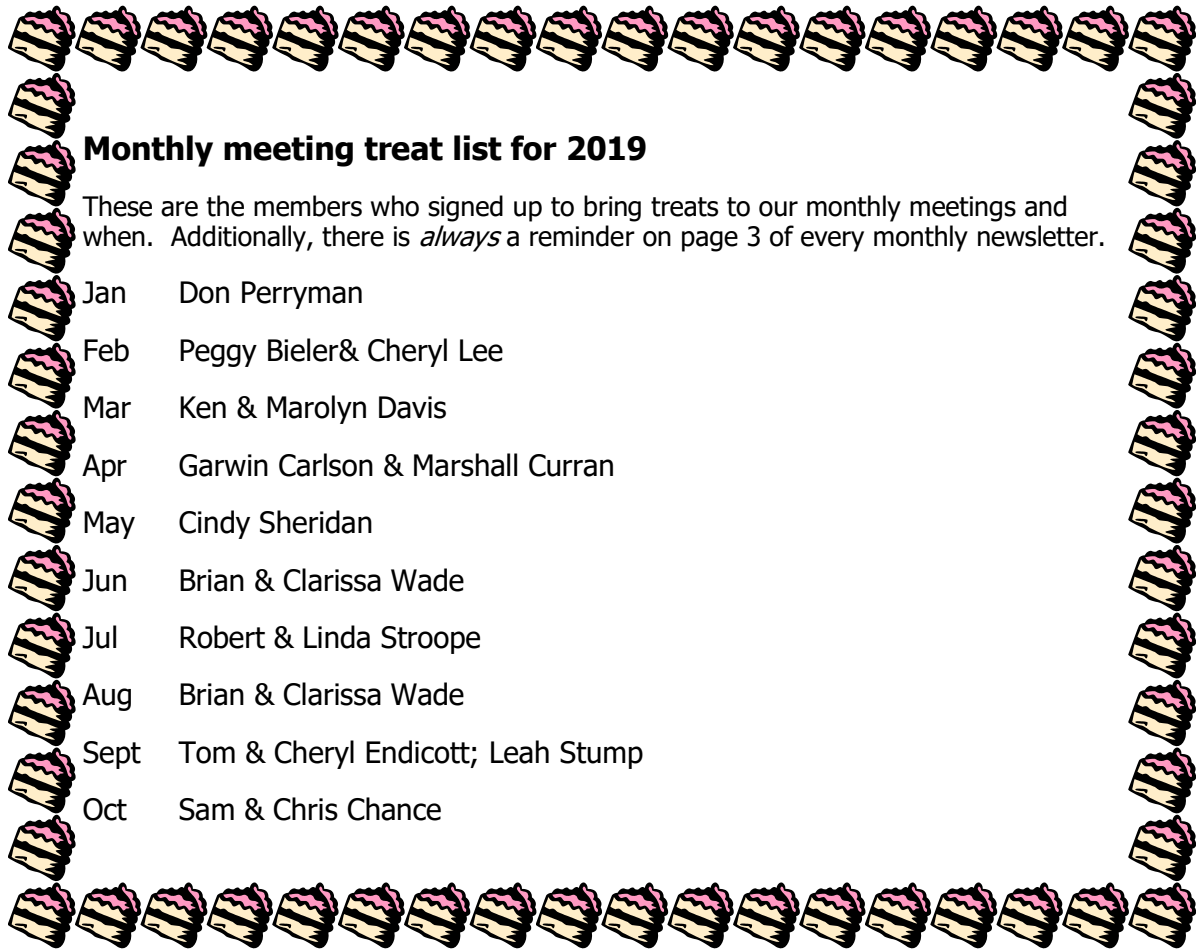 Monthly meeting treat list for 2019
These are the members who signed up to bring treats to our monthly meetings and
when.  Additionally, there is always a reminder on page 3 of every monthly newsletter.
Jan Don Perryman
Feb Peggy Bieler& Cheryl Lee
Mar Ken & Marolyn Davis
Apr Garwin Carlson & Marshall Curran
May Cindy Sheridan
Jun Brian & Clarissa Wade
Jul Robert & Linda Stroope
Aug Brian & Clarissa Wade
Sept Tom & Cheryl Endicott; Leah Stump
Oct Sam & Chris Chance